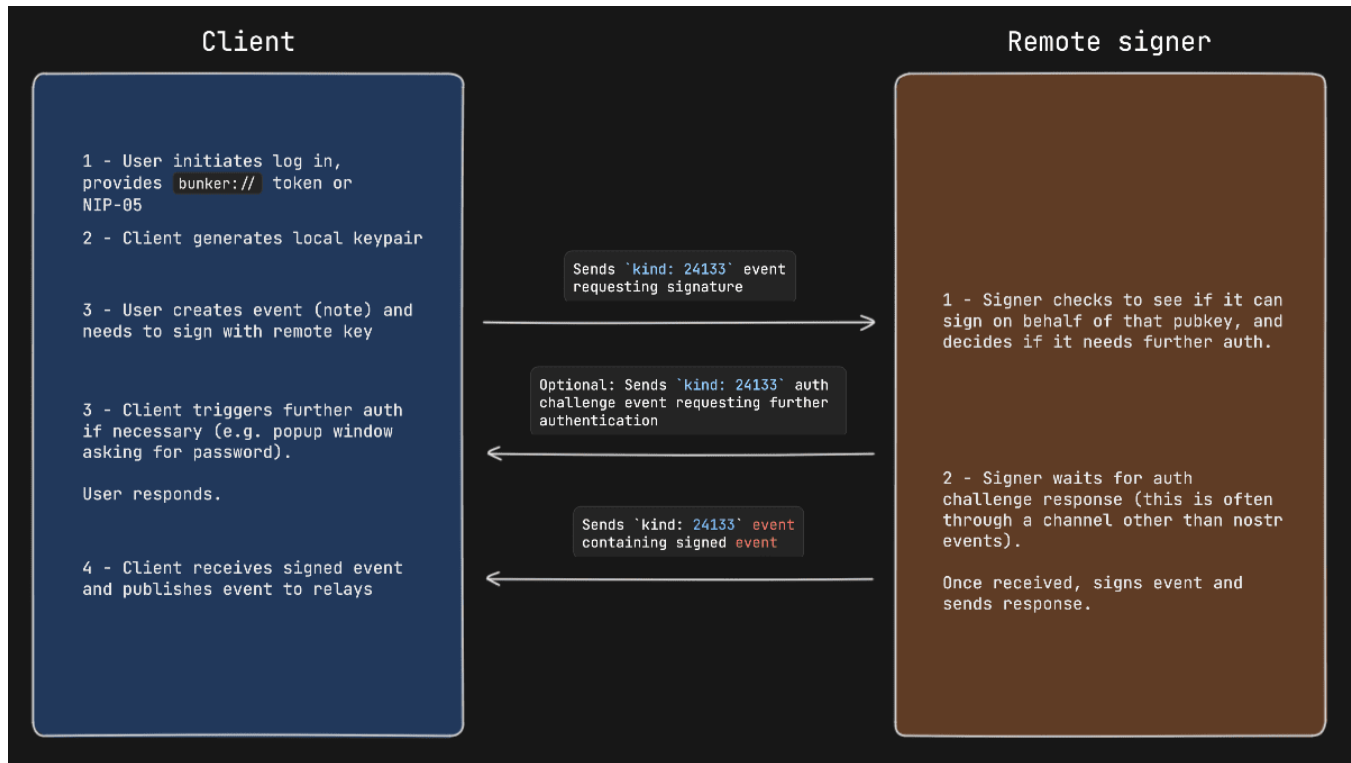 Client
1 - User initiates log in,
provides bunker:// token or
NIP-05
2 - Client generates local keypair
3 - User creates event (note) and
needs to sign with remote key
3 - Client triggers further auth
if necessary (e.g. popup window
asking for password).
User responds.
4 - Client receives signed event
and publishes event to relays
Sends `kind: 24133` event
requesting signature
Optional: Sends `kind: 24133` auth
challenge event requesting further
authentication
Sends `kind: 24133` event
containing signed event
Remote signer
1 - Signer checks to see if it can
sign on behalf of that pubkey, and
decides if it needs further auth.
2 - Signer waits for auth
challenge response (this is often
through a channel other than nostr
events).
Once received, signs event and
sends response.